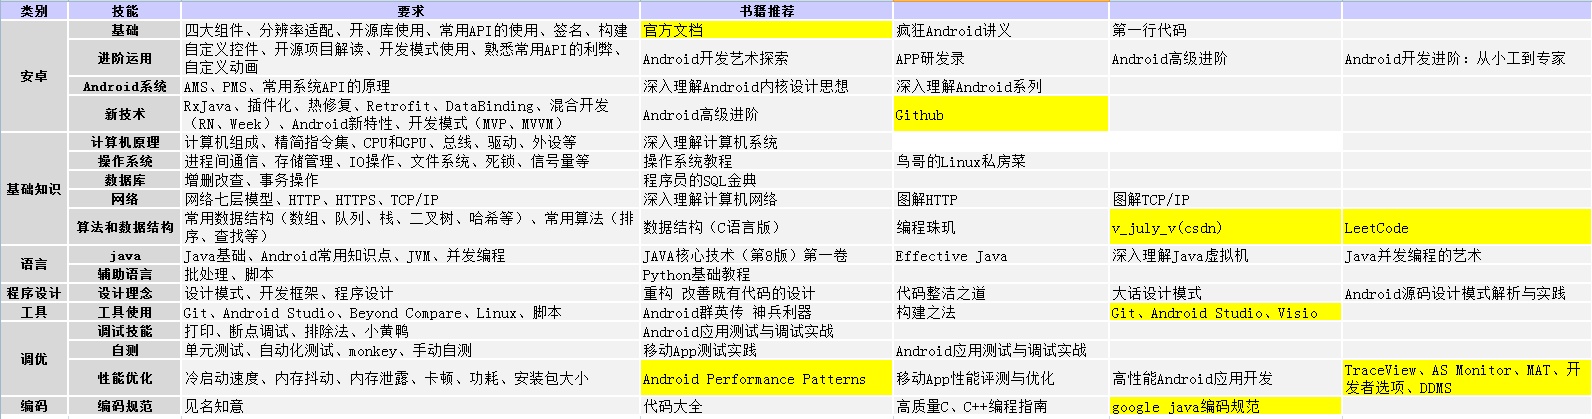 类别 技能 要求 书籍推荐
安卓 基础 四大组件、分辨率适配、开源库使用、常用API的使用、签名、构建 官方文档 疯狂Android讲义 第一行代码
进阶运用 自定义控件、开源项目解读、开发模式使用、熟悉常用API的利弊、
自定义动画 Android开发艺术探索 APP研发录 Android高级进阶 Android开发进阶：从小工到专家
Android系统 AMS、PMS、常用系统API的原理 深入理解Android内核设计思想 深入理解Android系列
新技术 RxJava、插件化、热修复、Retrofit、DataBinding、混合开发
（RN、Week）、Android新特性、开发模式（MVP、MVVM） Android高级进阶 Github
基础知识 计算机原理 计算机组成、精简指令集、CPU和GPU、总线、驱动、外设等 深入理解计算机系统
操作系统 进程间通信、存储管理、IO操作、文件系统、死锁、信号量等 操作系统教程 鸟哥的Linux私房菜
数据库 增删改查、事务操作 程序员的SQL金典
网络 网络七层模型、HTTP、HTTPS、TCP/IP 深入理解计算机网络 图解HTTP 图解TCP/IP
算法和数据结构 常用数据结构（数组、队列、栈、二叉树、哈希等）、常用算法（排
序、查找等） 数据结构（C语言版） 编程珠玑 v_july_v(csdn) LeetCode
语言 java Java基础、Android常用知识点、JVM、并发编程 JAVA核心技术（第8版）第一卷 Effective Java 深入理解Java虚拟机 Java并发编程的艺术
辅助语言 批处理、脚本 Python基础教程
程序设计 设计理念 设计模式、开发框架、程序设计 重构 改善既有代码的设计 代码整洁之道 大话设计模式 Android源码设计模式解析与实践
工具 工具使用 Git、Android Studio、Beyond Compare、Linux、脚本 Android群英传 神兵利器 构建之法 Git、Android Studio、Visio
调优 调试技能 打印、断点调试、排除法、小黄鸭 Android应用测试与调试实战
自测 单元测试、自动化测试、monkey、手动自测 移动App测试实践 Android应用测试与调试实战
性能优化 冷启动速度、内存抖动、内存泄露、卡顿、功耗、安装包大小 Android Performance Patterns 移动App性能评测与优化 高性能Android应用开发 TraceView、AS Monitor、MAT、开
发者选项、DDMS
编码 编码规范 见名知意 代码大全 高质量C、C++编程指南 google java编码规范